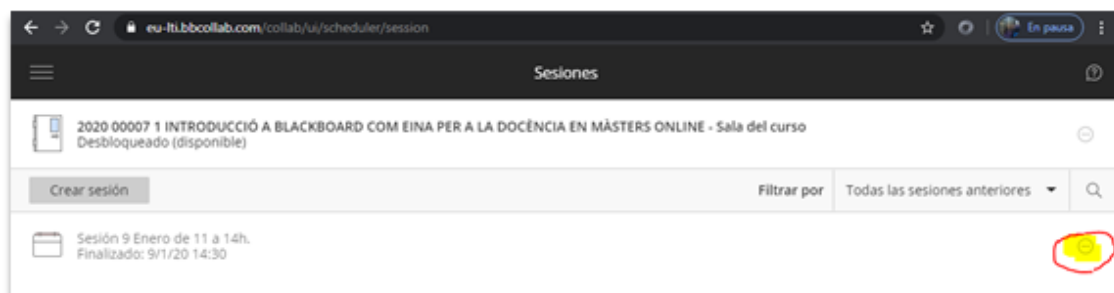 eu-lti.bbcollab.com/collab/ui/scheduler/session
En pausa
Sesiones
2020 00007 1 INTRODUCCIÓ A BLACKBOARD COM EINA PER A LA DOCÈNCIA EN MÀSTERS ONLINE - Sala del curso
Desbloqueado (disponible)
Crear sesión
Filtrar por
Todas las sesiones anteriores
Sesión 9 Enero de 11 a 14h.
Finalizado: 9/1/20 14:30